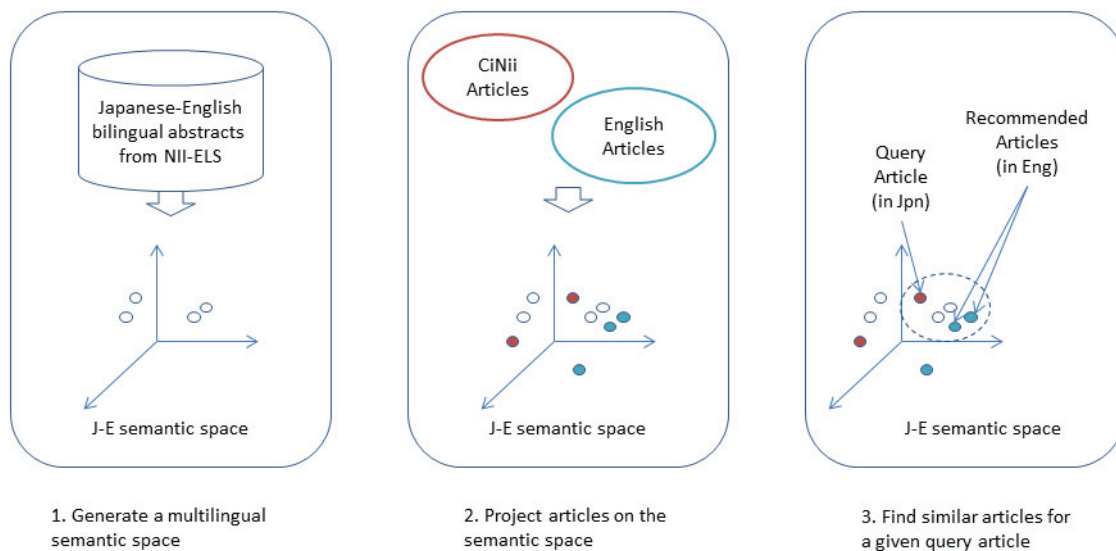 Japanese-English
bilingual abstracts
from NII-ELS
J-E semantic space
1. Generate a multilingual
semantic space
CiNii
Articles
English
Articles
J-E semantic space
2. Project articles on the
semantic space
Recommended
Articles
(in Eng)
Query
Article
(in Jpn)
J-E semantic space
3. Find similar articles for
a given query article